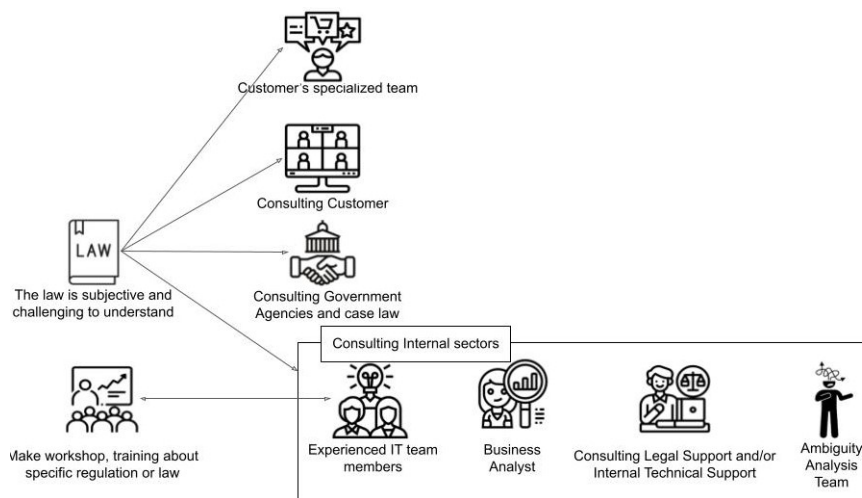 Customer's specialized team
Consulting Customer
LAW
The law is subjective and
challenging to understand
Consulting Government
Agencies and case law
Consulting Internal sectors
Make workshop, training about
specific regulation or law
Experienced IT team
members
Business
Analyst
Consulting Legal Support and/or
Internal Technical Support
Ambiguity
Analysis
Team